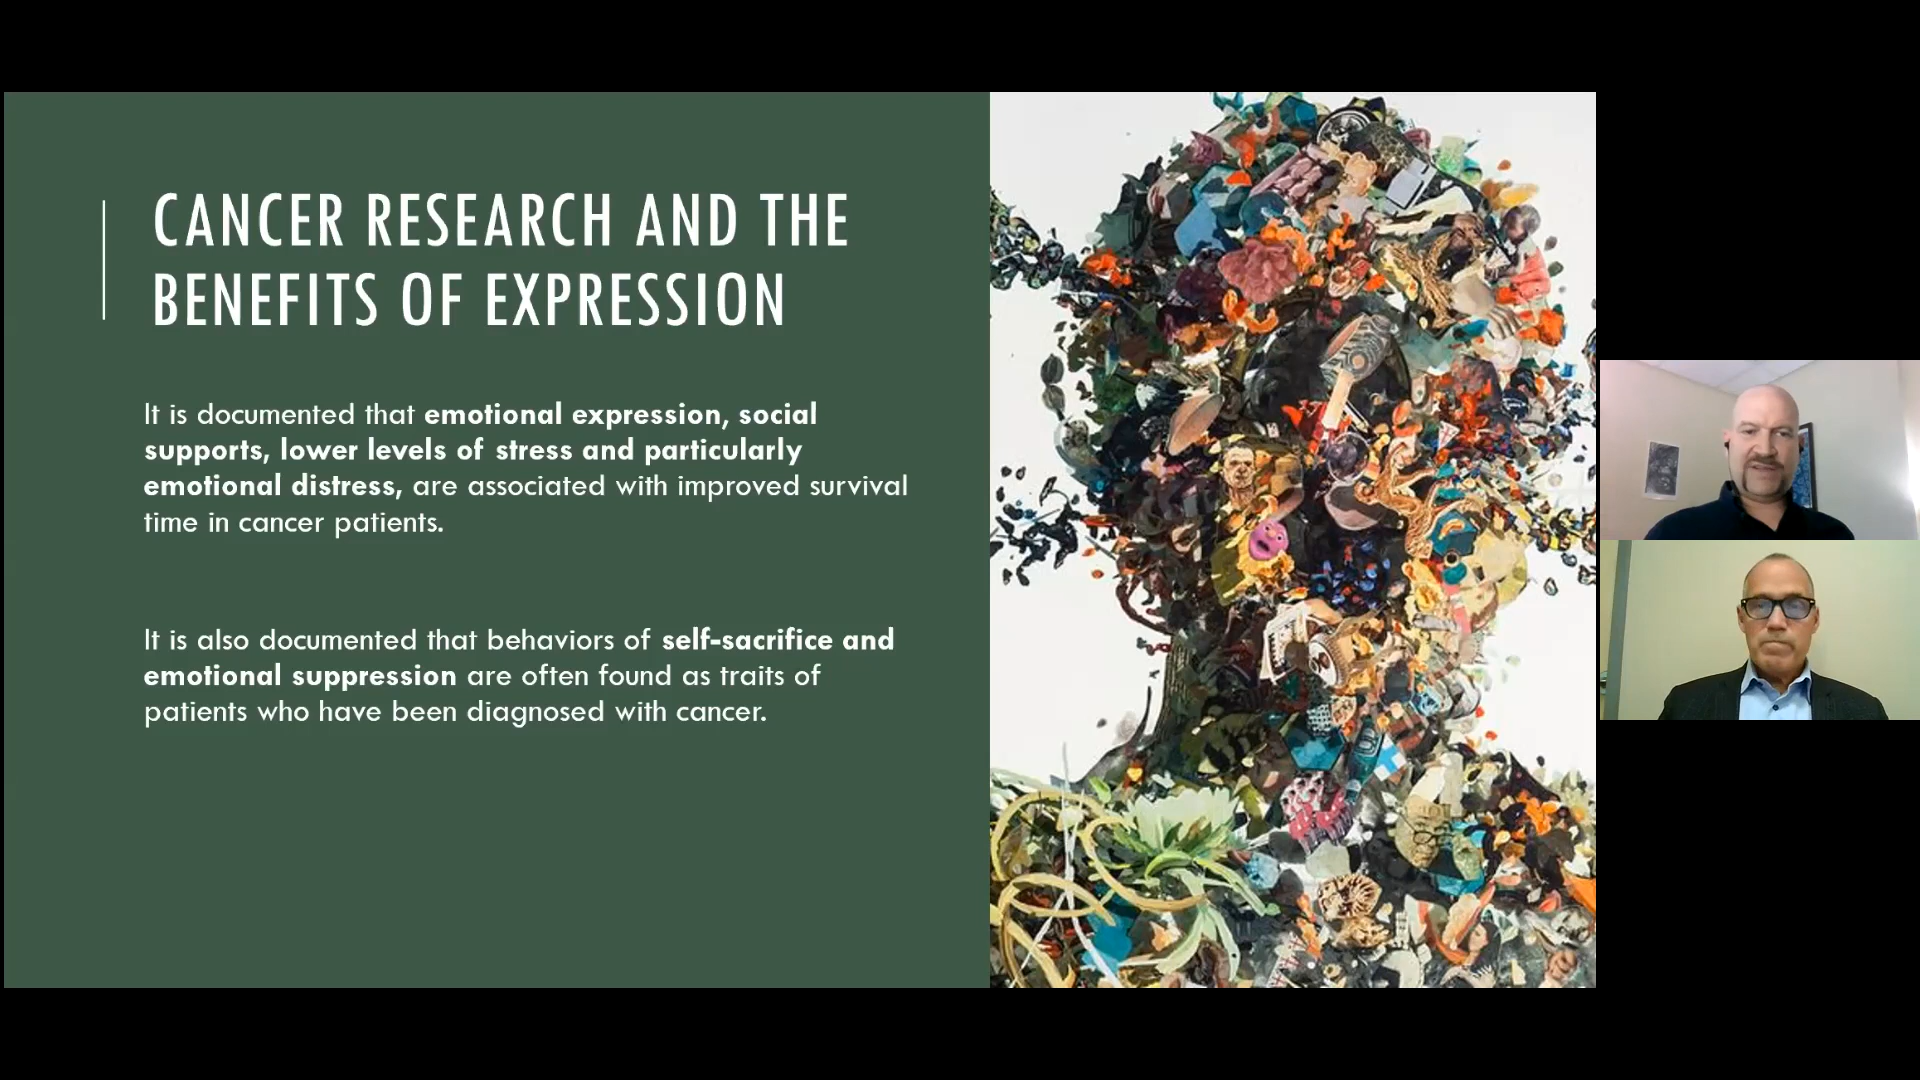 CANCER RESEARCH AND THE
BENEFITS OF EXPRESSION
It is documented that emotional expression, social
supports, lower levels of stress and particularly
emotional distress, are associated with improved survival
time in cancer patients.
It is also documented that behaviors of self-sacrifice and
emotional suppression are often found as traits of
patients who have been diagnosed with cancer.